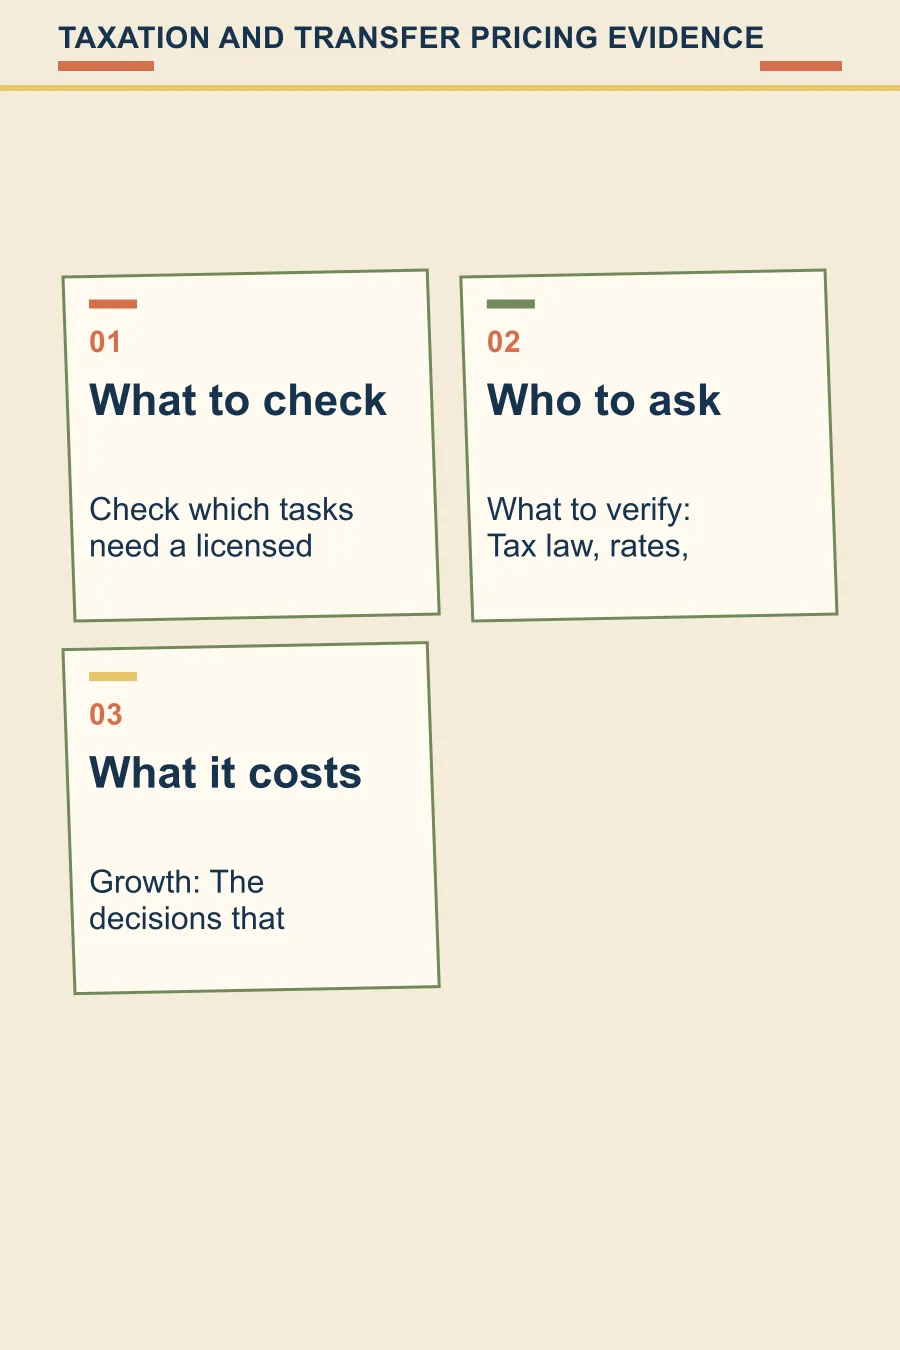 TAXATION AND TRANSFER PRICING EVIDENCE
01
What to check
Check which tasks
need a licensed
02
Who to ask
What to verify:
Tax law, rates,
03
What it costs
Growth: The
decisions that